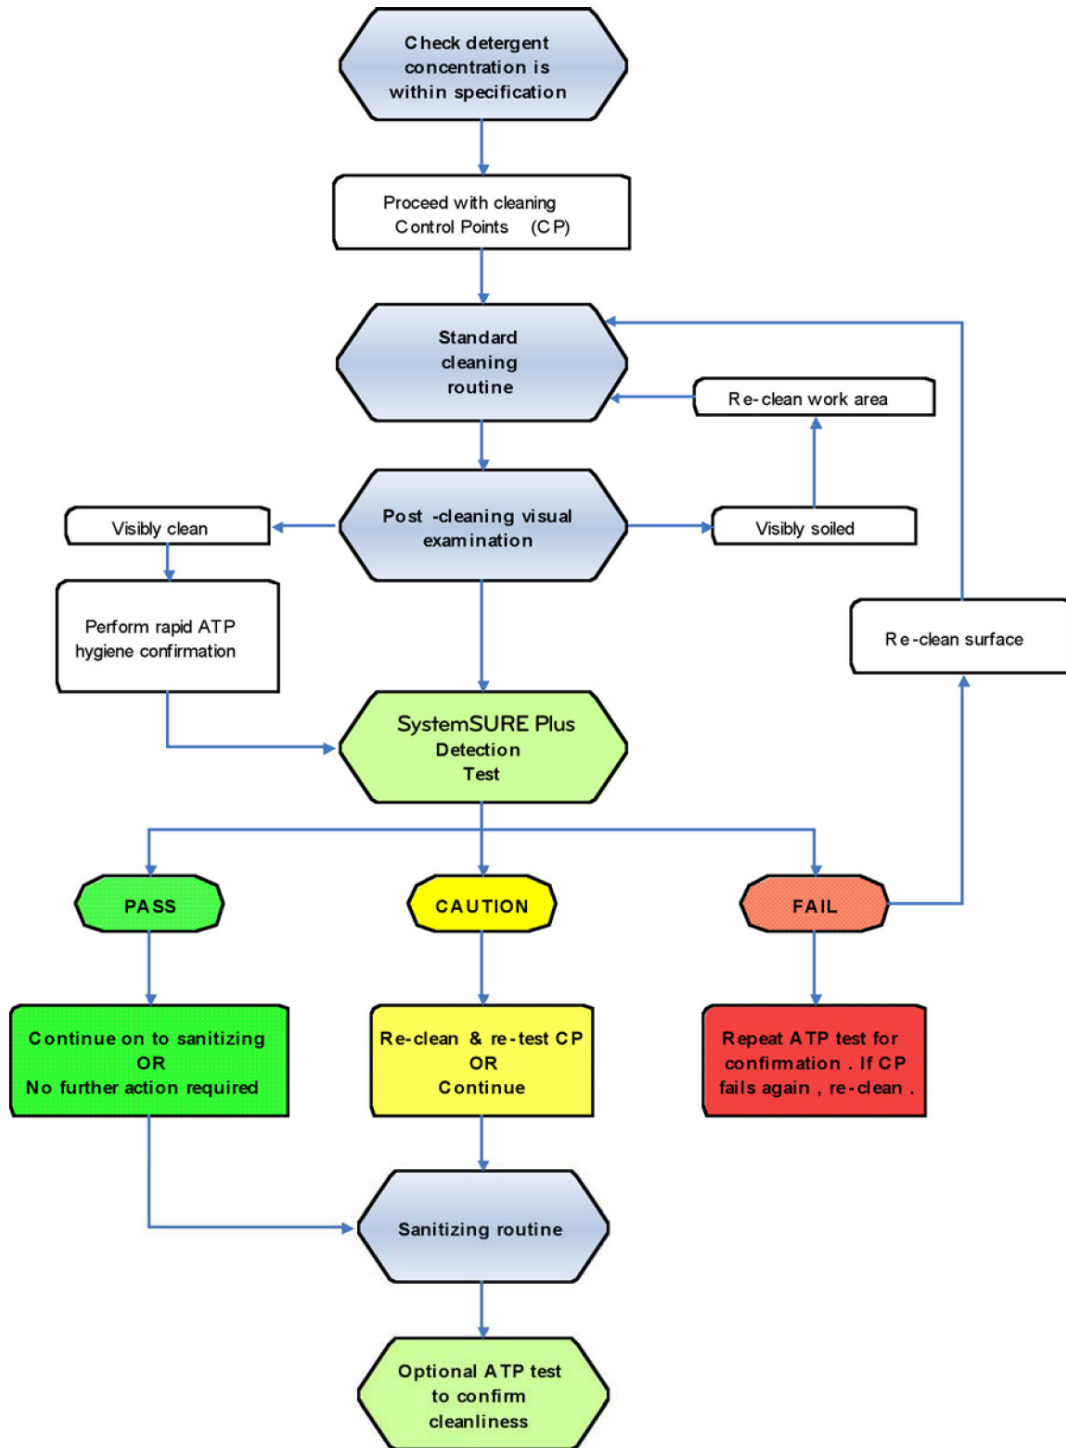 Check detergent
concentration is
within specification
Proceed with cleaning
Control Points (CP)
Standard
cleaning
routine
Re-clean work area
Post -cleaning visual
examination
Visibly clean
Visibly soiled
Perform rapid ATP
hygiene confirmation
Re-clean surface
SystemSURE Plus
Detection
Test
PASS
CAUTION
FAIL
Continue on to sanitizing
OR
No further action required
Re-clean & re-test CP
OR
Continue
Repeat ATP test for
confirmation . If CP
fails again , re-clean .
Sanitizing routine
Optional ATP test
to confirm
cleanliness